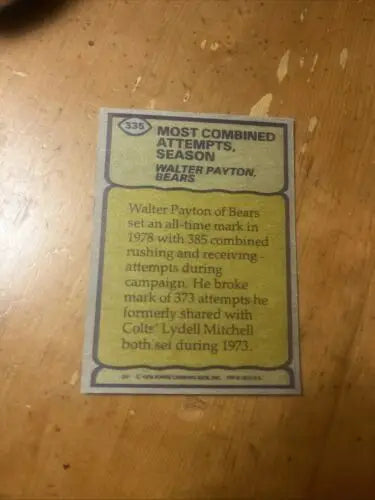 335
MOST COMBINED
ATTEMPTS,
SEASON
WALTER PAYTON,
BEARS
Walter Payton of Bears
set an all-time mark in
1978 with 385 combined
rushing and receiving
attempts during
campaign. He broke
mark of 373 attempts he
formerly shared with
Colts' Lydell Mitchell
both set during 1973.